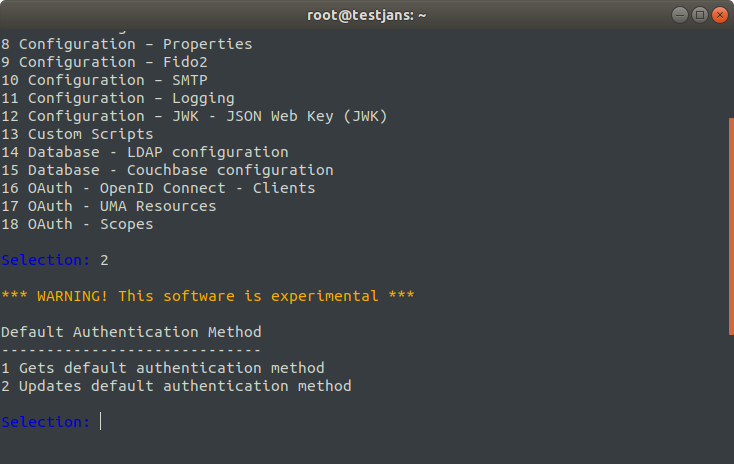 root@testjans: ~
8 Configuration – Properties
9 Configuration – Fido2
10 Configuration – SMTP
11 Configuration – Logging
12 Configuration – JWK - JSON Web Key (JWK)
13 Custom Scripts
14 Database - LDAP configuration
15 Database - Couchbase configuration
16 OAuth - OpenID Connect - Clients
17 OAuth - UMA Resources
18 OAuth - Scopes
Selection: 2
*** WARNING! This software is experimental ***
Default Authentication Method
-----------------------------
1 Gets default authentication method
2 Updates default authentication method
Selection: